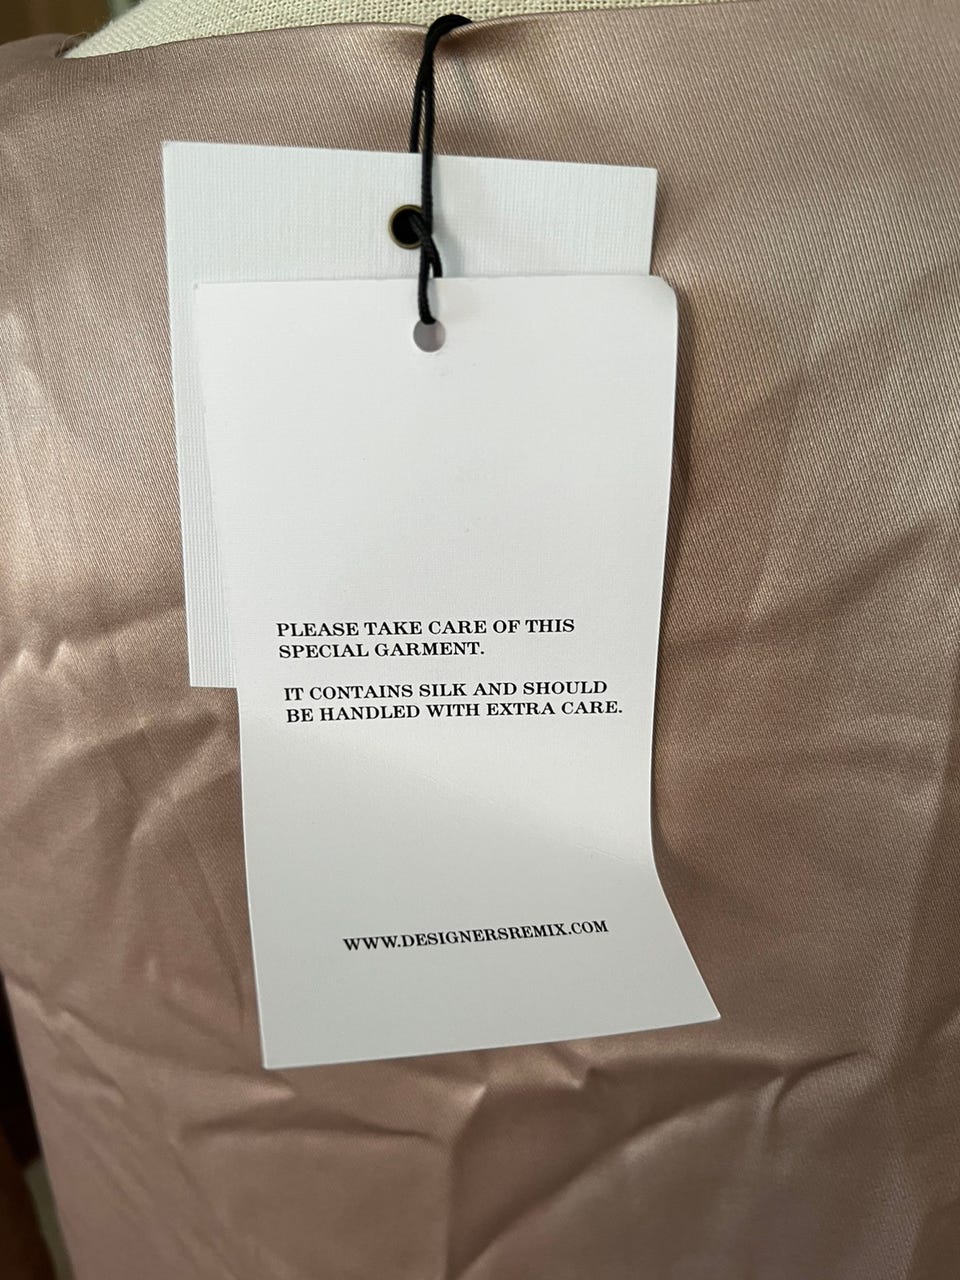 PLEASE TAKE CARE OF THIS
SPECIAL GARMENT.
IT CONTAINS SILK AND SHOULD
BE HANDLED WITH EXTRA CARE.
WWW.DESIGNERSREMIX.COM